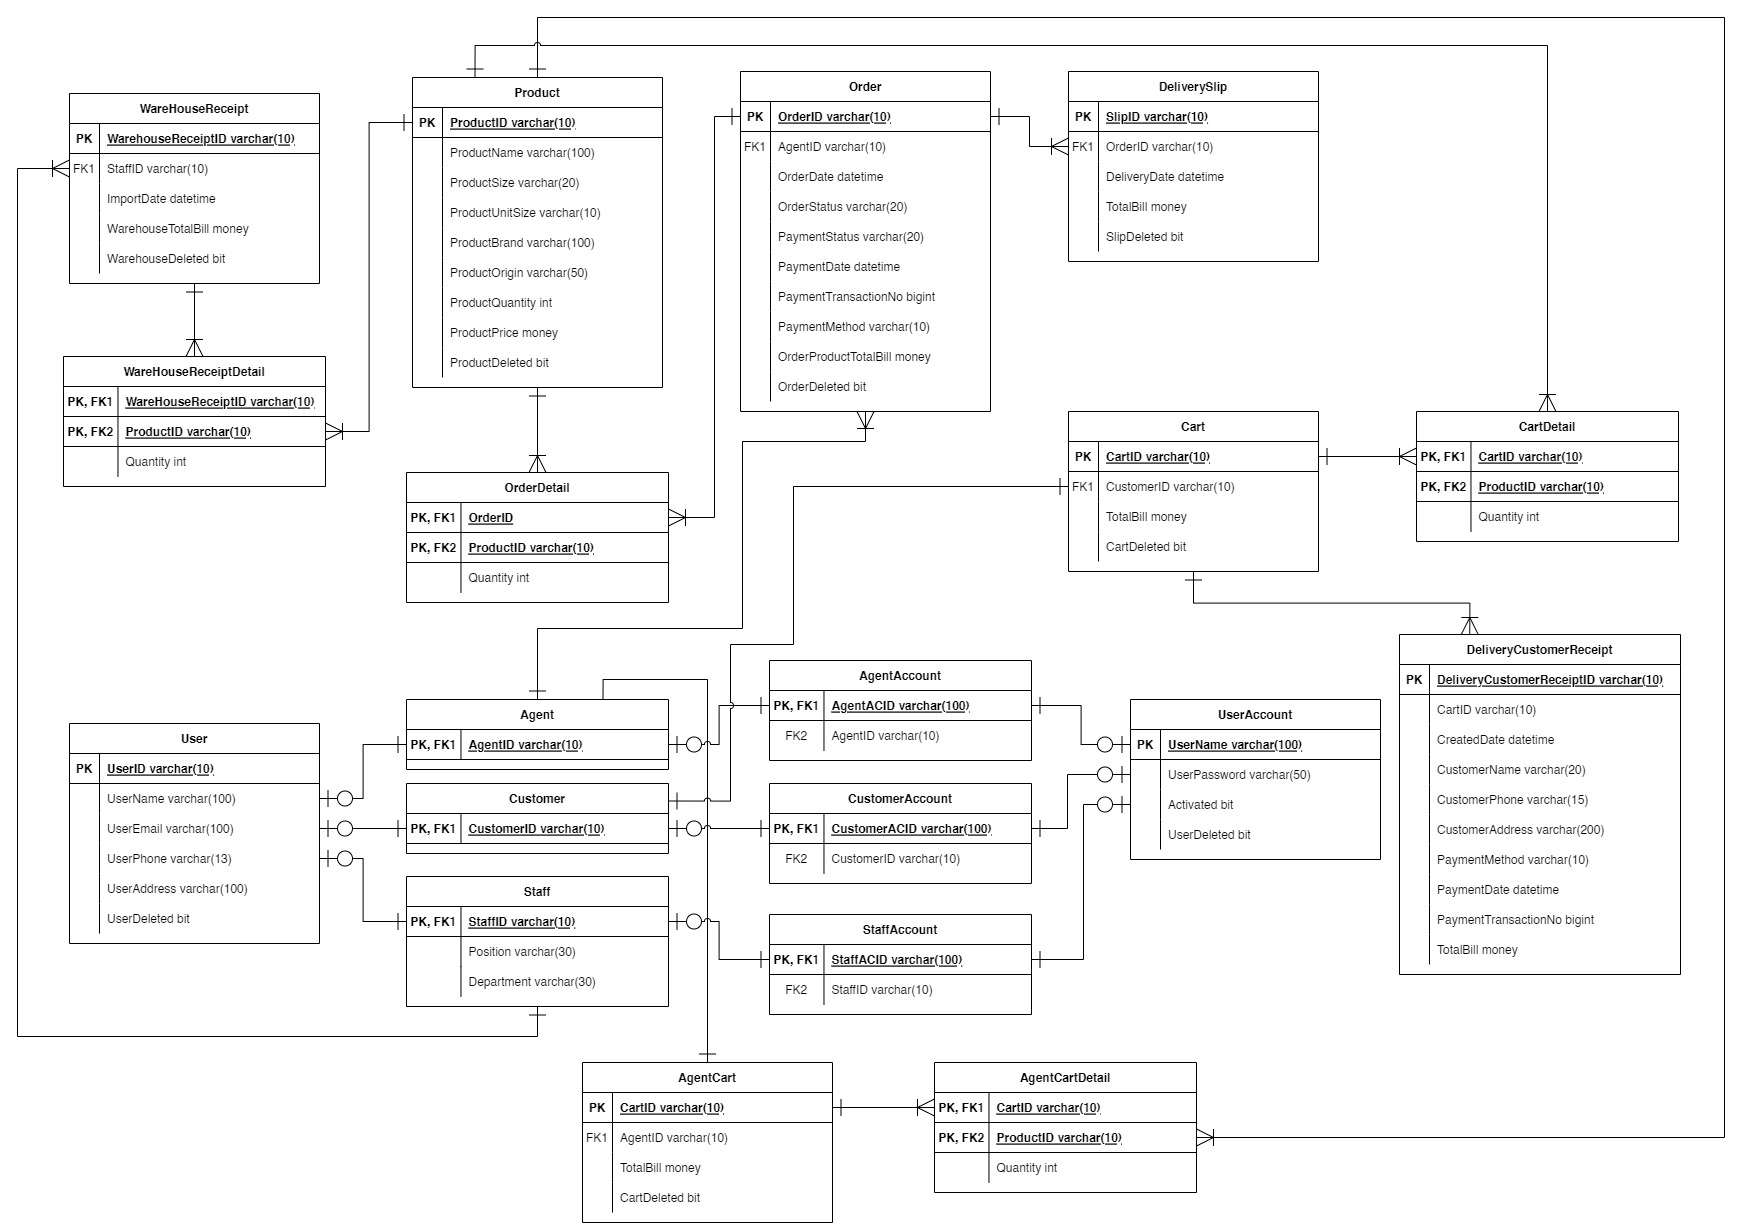 WareHouseReceipt
PK WarehouseReceiptID varchar(10)
FK1 StaffID varchar(10)
ImportDate datetime
WarehouseTotalBill money
WarehouseDeleted bit
Product
PK ProductID varchar(10)
ProductName varchar(100)
ProductSize varchar(20)
ProductUnitSize varchar(10)
ProductBrand varchar(100)
ProductOrigin varchar(50)
ProductQuantity int
ProductPrice money
ProductDeleted bit
Order
PK OrderID varchar(10)
FK1 AgentID varchar(10)
OrderDate datetime
OrderStatus varchar(20)
PaymentStatus varchar(20)
PaymentDate datetime
PaymentTransactionNo bigint
PaymentMethod varchar(10)
OrderProductTotalBill money
OrderDeleted bit
DeliverySlip
PK SlipID varchar(10)
FK1 OrderID varchar(10)
DeliveryDate datetime
TotalBill money
SlipDeleted bit
WareHouseReceiptDetail
PK, FK1 WareHouseReceiptID varchar(10)
PK, FK2 ProductID varchar(10)
Quantity int
OrderDetail
PK, FK1 OrderID
PK, FK2 ProductID varchar(10)
Quantity int
Cart
PK CartID varchar(10)
FK1 CustomerID varchar(10)
TotalBill money
CartDeleted bit
CartDetail
PK, FK1 CartID varchar(10)
PK, FK2 ProductID varchar(10)
Quantity int
User
PK UserID varchar(10)
UserName varchar(100)
UserEmail varchar(100)
UserPhone varchar(13)
UserAddress varchar(100)
UserDeleted bit
Agent
PK, FK1 AgentID varchar(10)
Customer
PK, FK1 CustomerID varchar(10)
Staff
PK, FK1 StaffID varchar(10)
Position varchar(30)
Department varchar(30)
AgentAccount
PK, FK1 AgentACID varchar(100)
FK2 AgentID varchar(10)
CustomerAccount
PK, FK1 CustomerACID varchar(100)
FK2 CustomerID varchar(10)
StaffAccount
PK, FK1 StaffACID varchar(100)
FK2 StaffID varchar(10)
UserAccount
PK UserName varchar(100)
UserPassword varchar(50)
Activated bit
UserDeleted bit
DeliveryCustomerReceipt
PK DeliveryCustomerReceiptID varchar(10)
CartID varchar(10)
CreatedDate datetime
CustomerName varchar(20)
CustomerPhone varchar(15)
CustomerAddress varchar(200)
PaymentMethod varchar(10)
PaymentDate datetime
PaymentTransactionNo bigint
TotalBill money
AgentCart
PK CartID varchar(10)
FK1 AgentID varchar(10)
TotalBill money
CartDeleted bit
AgentCartDetail
PK, FK1 CartID varchar(10)
PK, FK2 ProductID varchar(10)
Quantity int